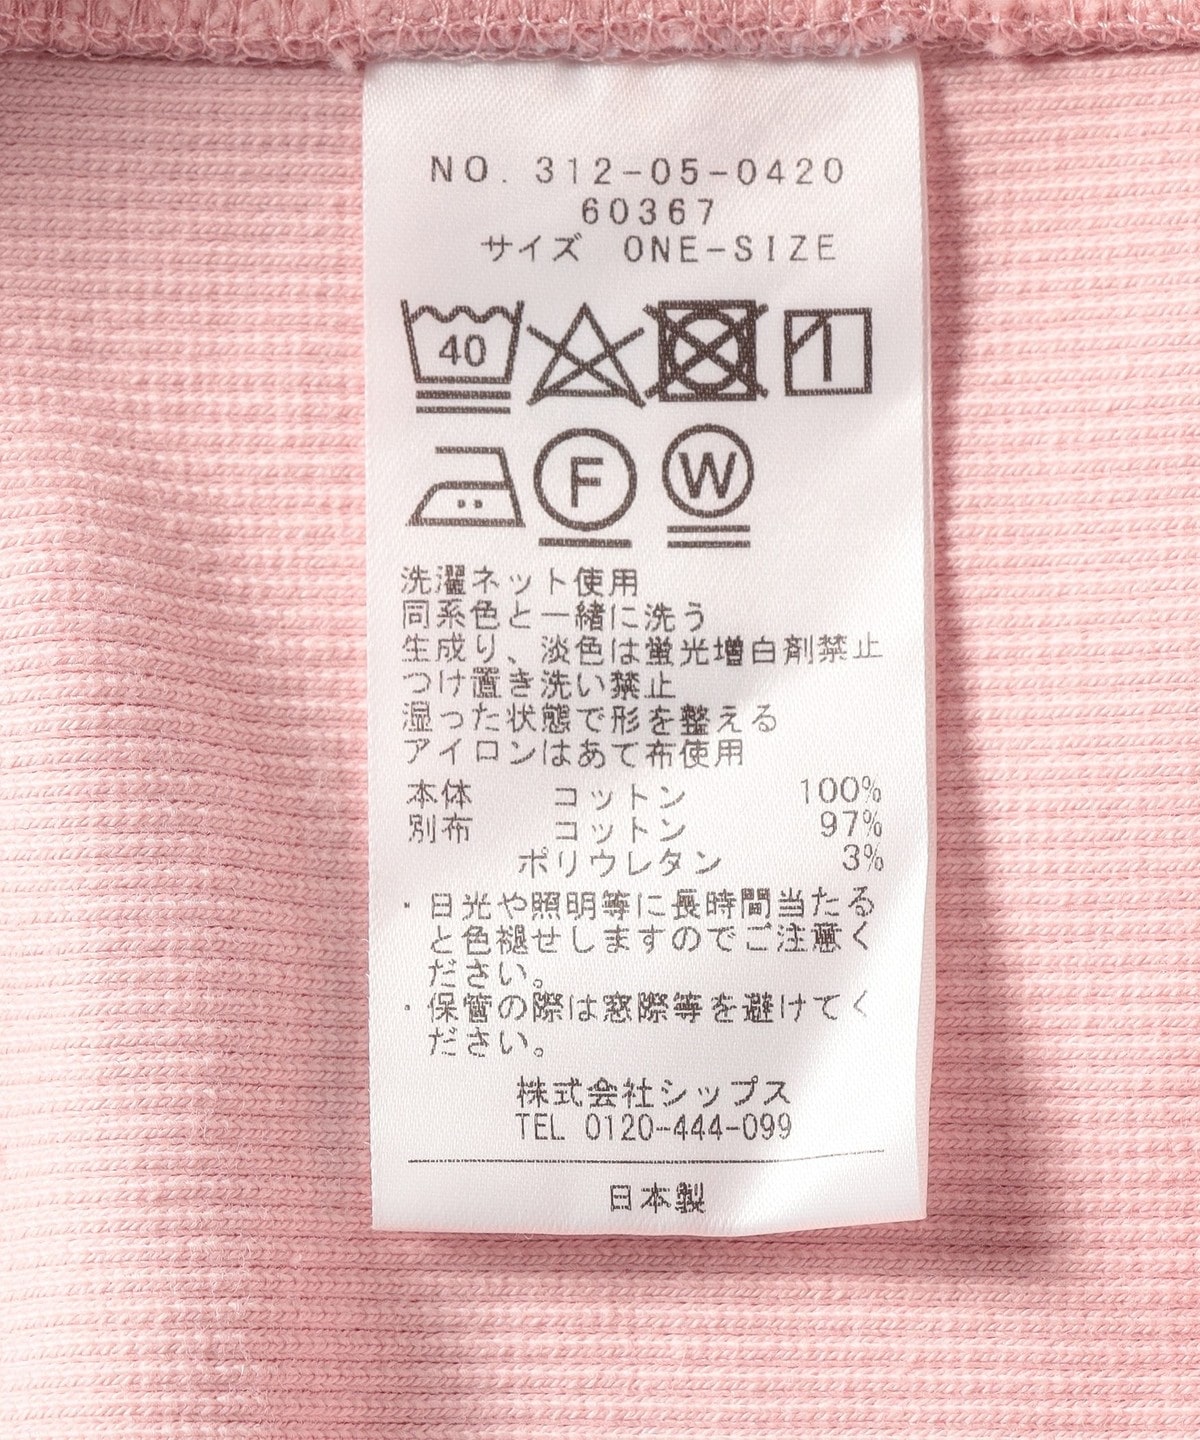 NO. 312-05-0420
60367
サイズ ONE-SIZE
40
F
W
洗濯ネット使用
同系色と一緒に洗う
生成り、淡色は蛍光増白剤禁止
つけ置き洗い禁止
湿った状態で形を整える
アイロンはあて布使用
本体 コットン 100%
別布 コットン 97%
ポリウレタン 3%
・日光や照明等に長時間当たる
と色褪せしますのでご注意く
ださい。
・保管の際は窓際等を避けてく
ださい。
株式会社シップス
TEL 0120-444-099
日本製